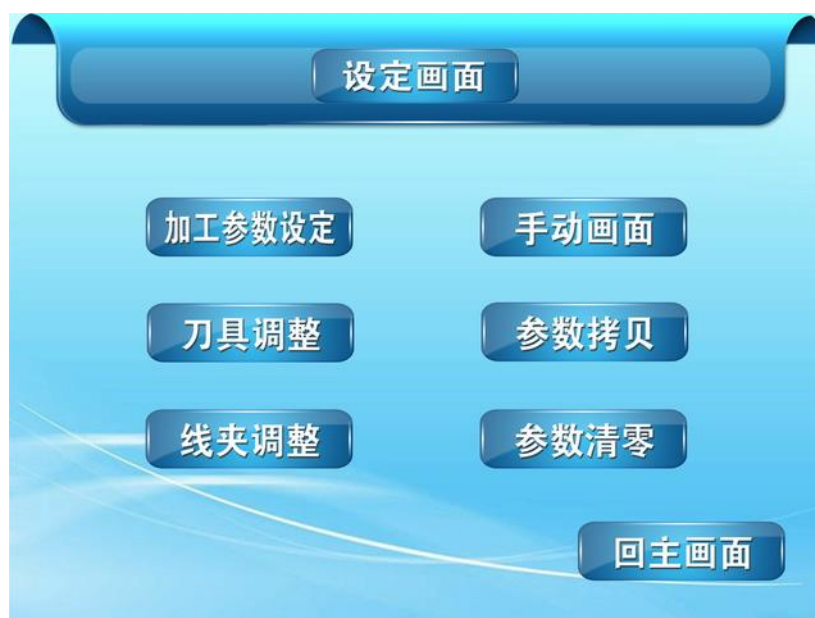 设定画面
加工参数设定
手动画面
刀具调整
参数拷贝
线夹调整
参数清零
回主画面